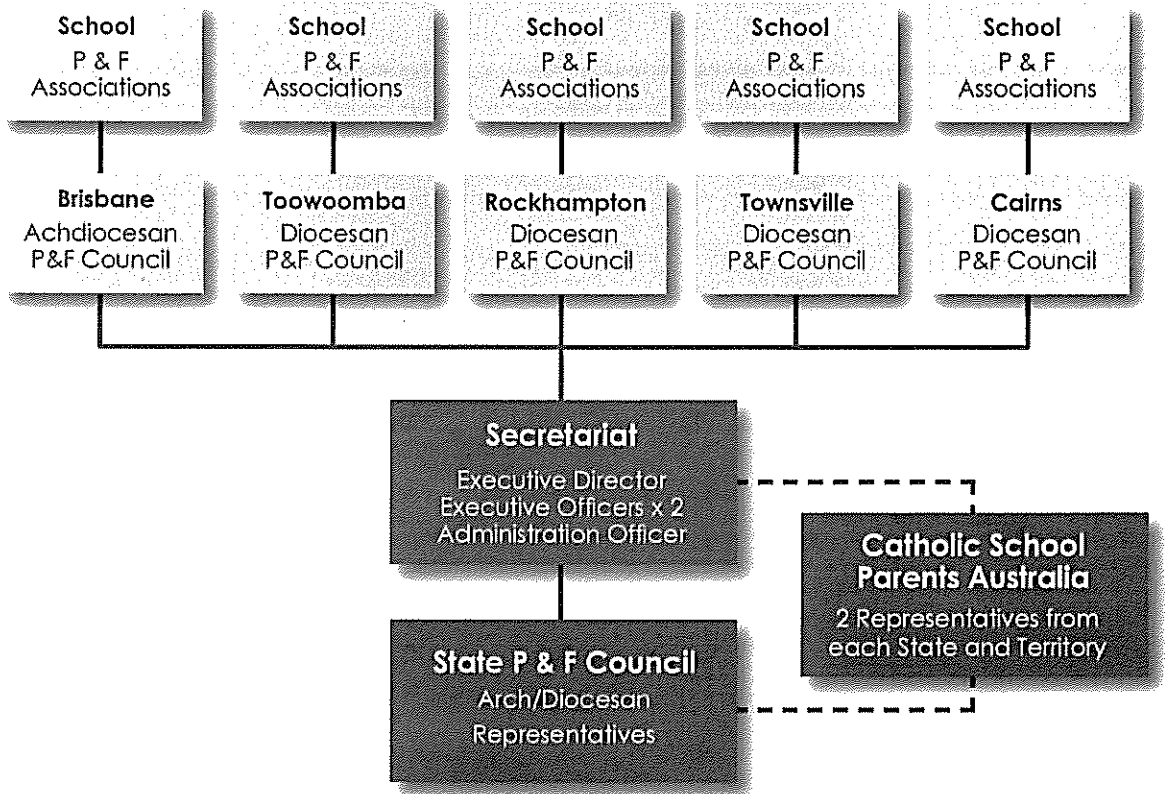 School
P & F
Associations
School
P & F
Associations
School
P & F
Associations
School
P & F
Associations
School
P & F
Associations
Brisbane
Achdiocesan
P&F Council
Toowoomba
Diocesan
P&F Council
Rockhampton
Diocesan
P&F Council
Townsville
Diocesan
P&F Council
Cairns
Diocesan
P&F Council
Secretariat
Executive Director
Executive Officers x 2
Administration Officer
Catholic School
Parents Australia
2 Representatives from
each State and Territory
State P & F Council
Arch/Diocesan
Representatives